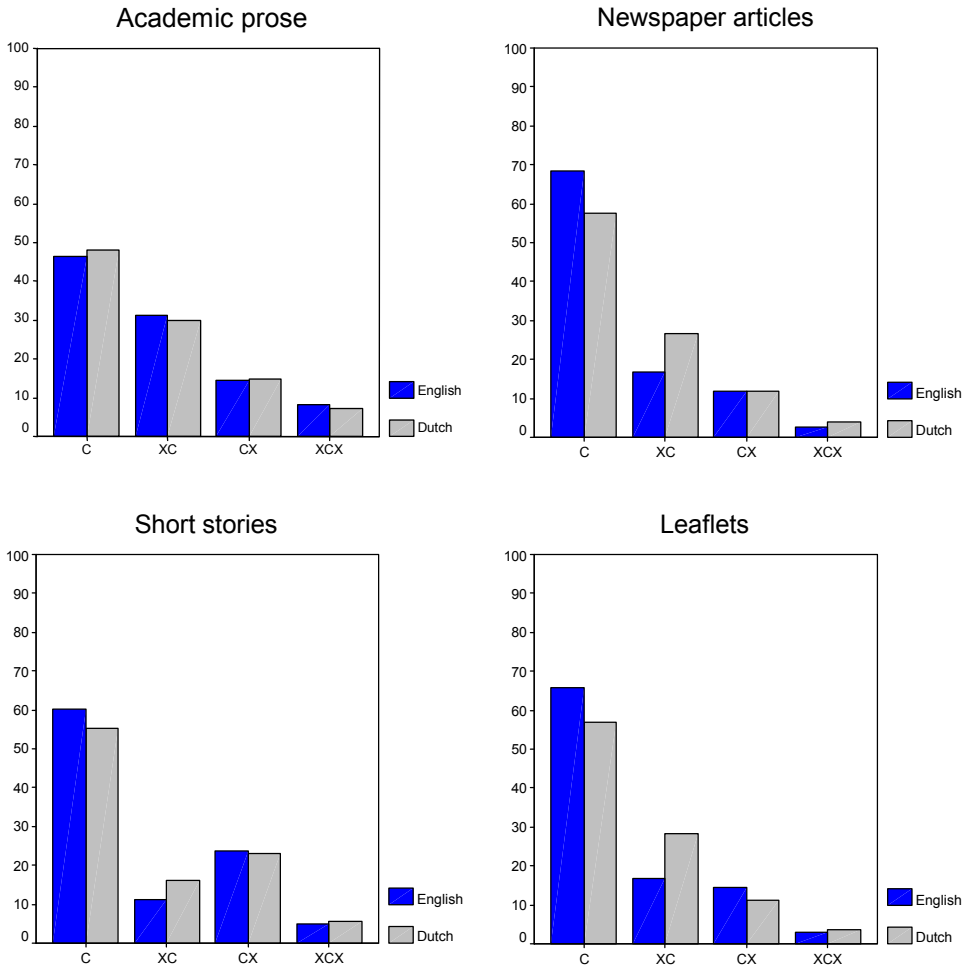 Academic prose
100
90
80
70
60
50
40
30
20
10
0
C XC CX XCX
English
Dutch
Newspaper articles
100
90
80
70
60
50
40
30
20
10
0
C XC CX XCX
English
Dutch
Short stories
100
90
80
70
60
50
40
30
20
10
0
C XC CX XCX
English
Dutch
Leaflets
100
90
80
70
60
50
40
30
20
10
0
C XC CX XCX
English
Dutch